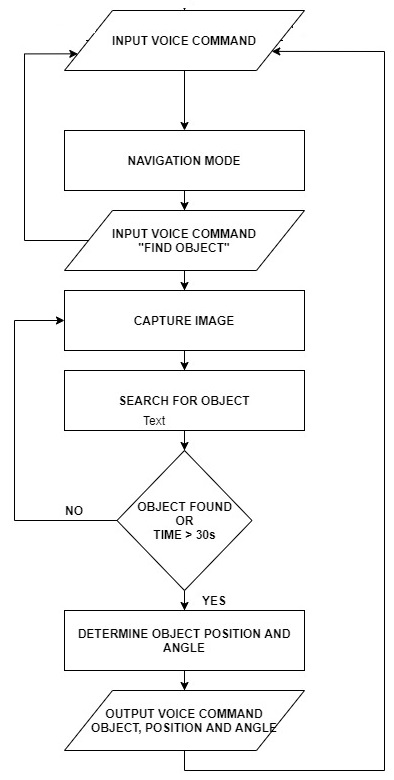 INPUT VOICE COMMAND
NAVIGATION MODE
INPUT VOICE COMMAND
"FIND OBJECT"
CAPTURE IMAGE
SEARCH FOR OBJECT
Text
OBJECT FOUND
OR
TIME > 30s
NO
YES
DETERMINE OBJECT POSITION AND
ANGLE
OUTPUT VOICE COMMAND
OBJECT, POSITION AND ANGLE